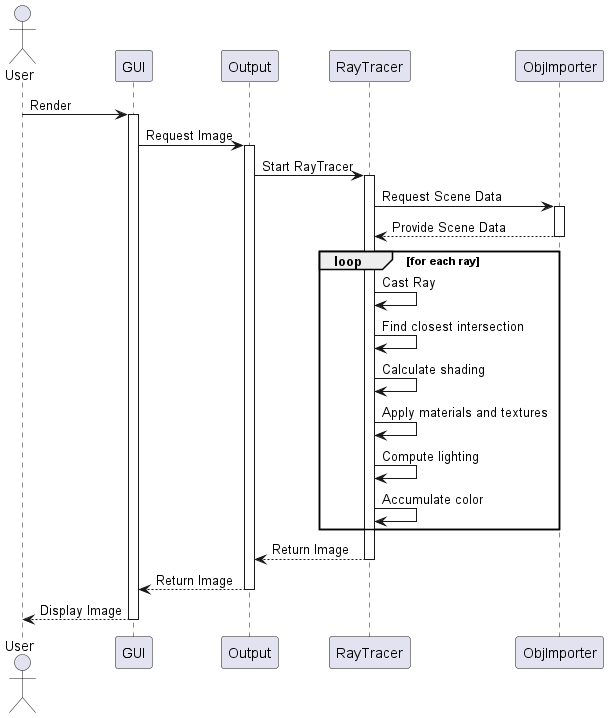 User
GUI
Output
RayTracer
ObjImporter
Render
Request Image
Start RayTracer
Request Scene Data
Provide Scene Data
loop [for each ray]
Cast Ray
Find closest intersection
Calculate shading
Apply materials and textures
Compute lighting
Accumulate color
Return Image
Return Image
Display Image
User
GUI
Output
RayTracer
ObjImporter